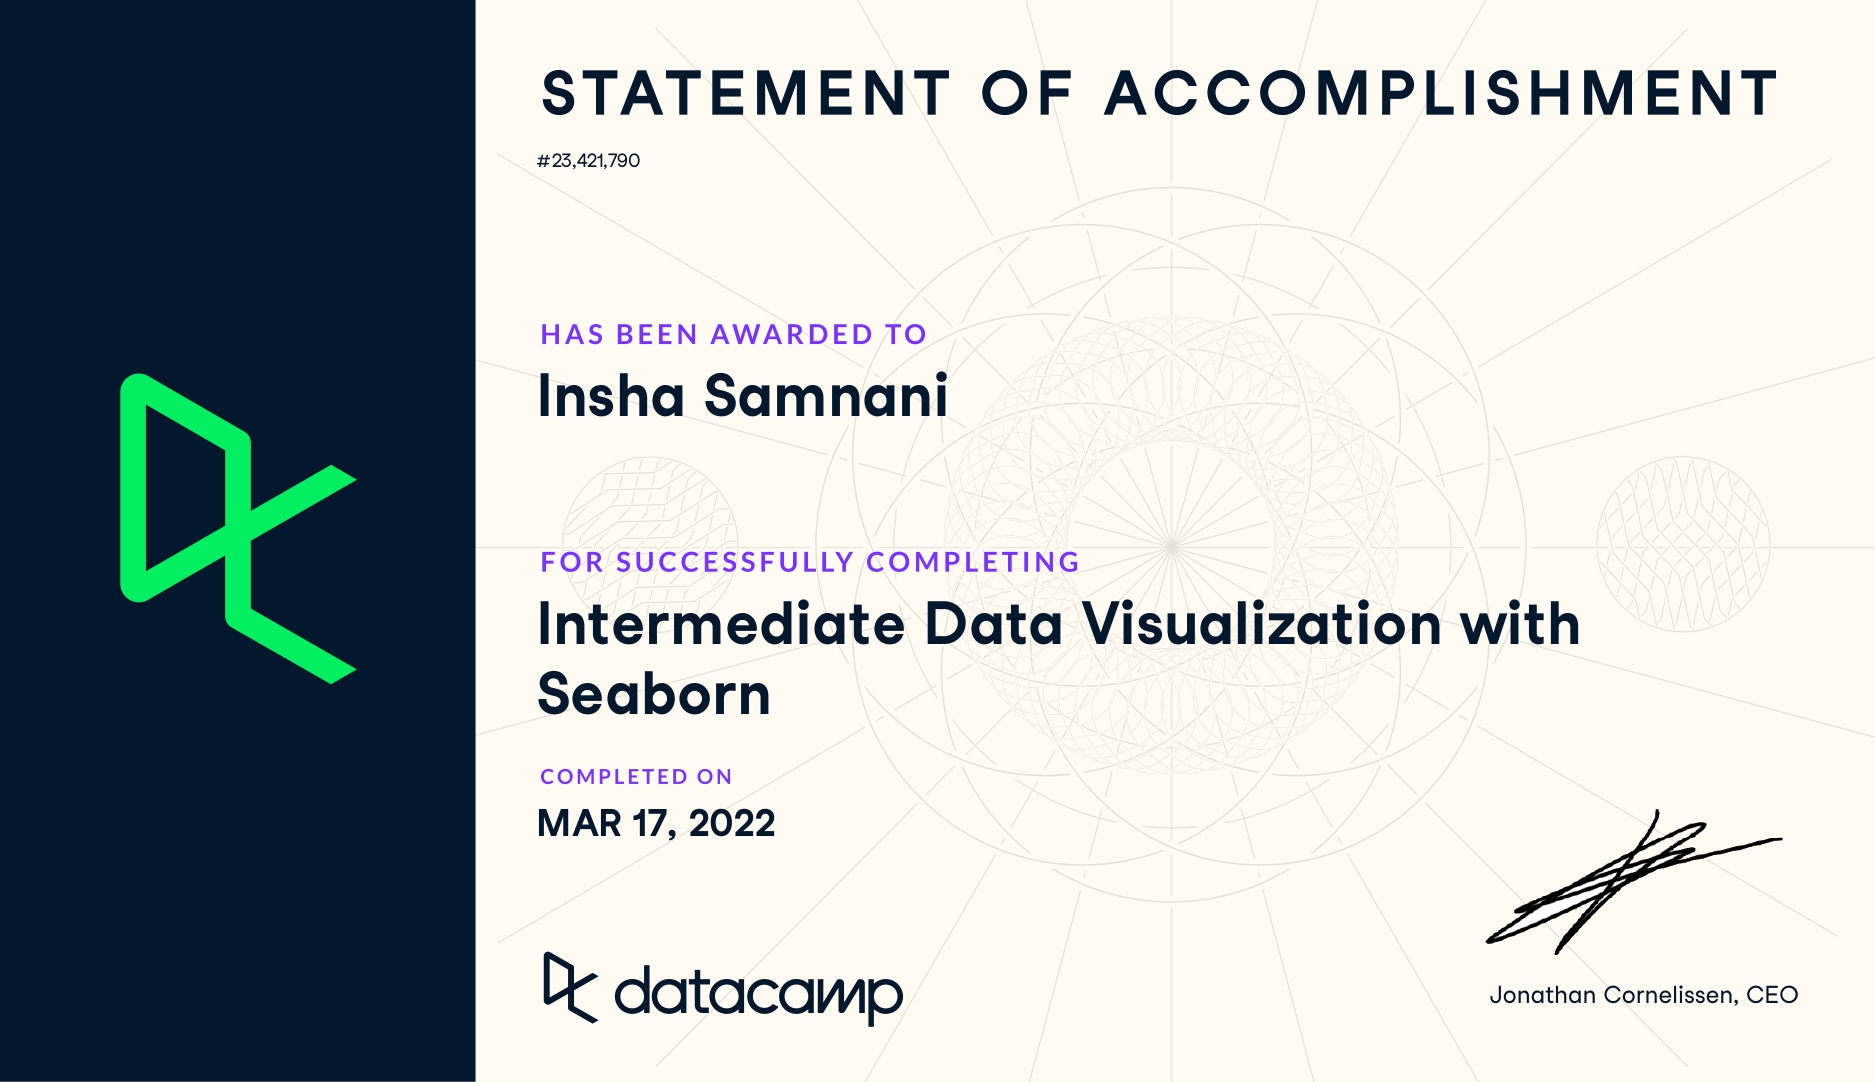 STATEMENT OF ACCOMPLISHMENT
#23,421,790
HAS BEEN AWARDED TO
Insha Samnani
FOR SUCCESSFULLY COMPLETING
Intermediate Data Visualization with
Seaborn
COMPLETED ON
MAR 17, 2022
datacamp
Jonathan Cornelissen, CEO